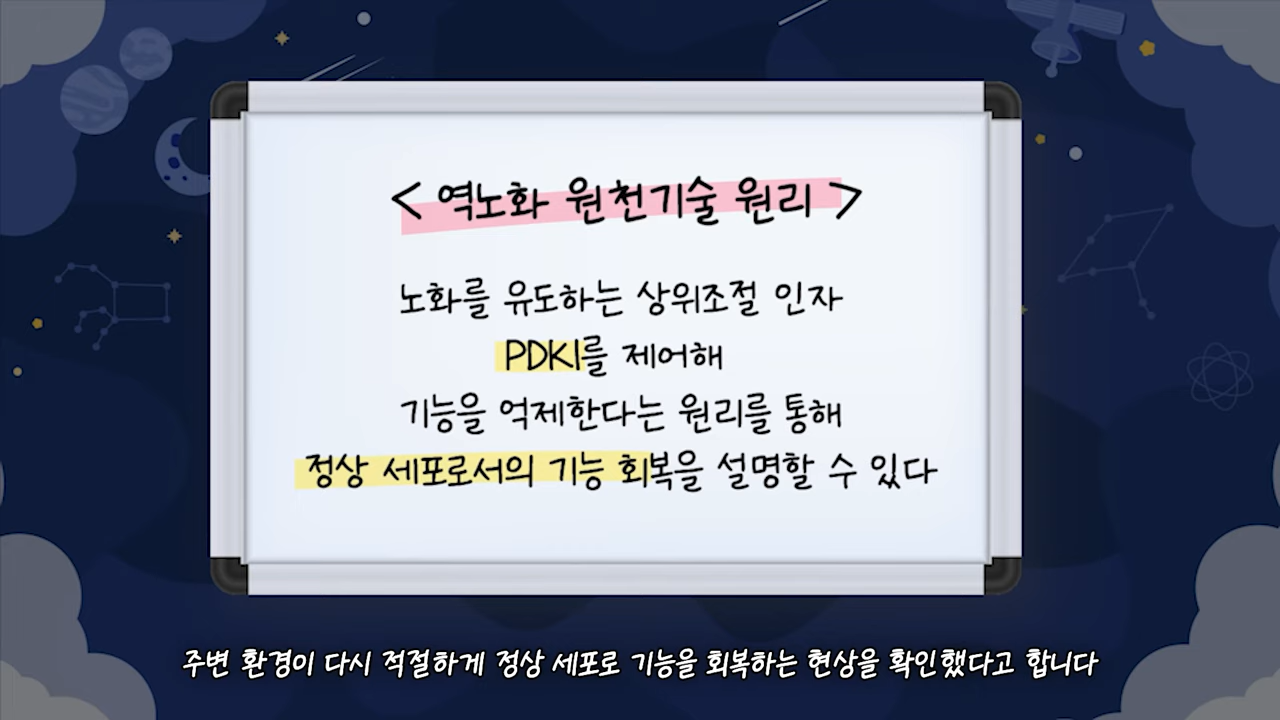 < 역노화 원천기술 원리 >
노화를 유도하는 상위조절 인자
PDK1를 제어해
기능을 억제한다는 원리를 통해
정상 세포로서의 기능 회복을 설명할 수 있다
주변 환경이 다시 적절하게 정상 세포로 기능을 회복하는 현상을 확인했다고 합니다